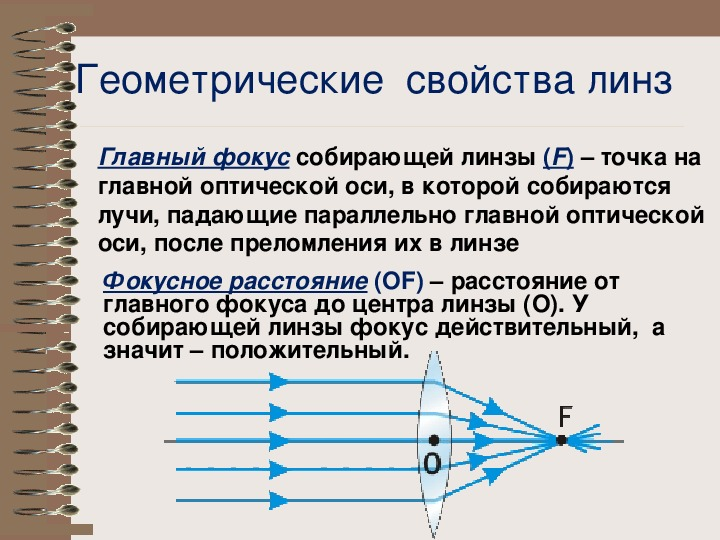 Геометрические свойства линз
Главный фокус собирающей линзы (F) – точка на
главной оптической оси, в которой собираются
лучи, падающие параллельно главной оптической
оси, после преломления их в линзе
Фокусное расстояние (OF) – расстояние от
главного фокуса до центра линзы (O). У
собирающей линзы фокус действительный,  а
значит – положительный.
F
O